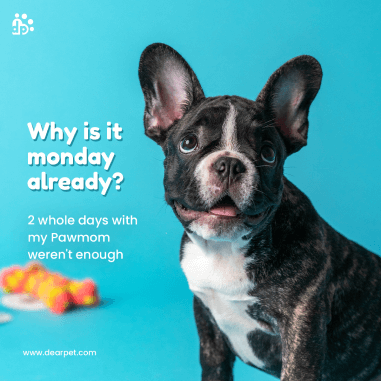 Why is it
monday
already?
2 whole days with
my Pawmom
weren't enough
www.dearpet.com